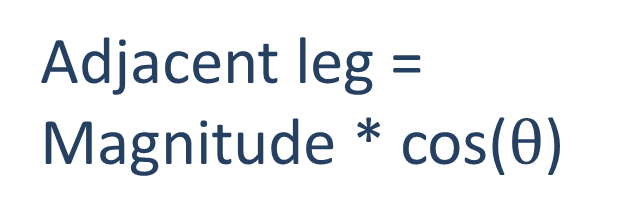 Adjacent leg =
Magnitude * cos(θ)